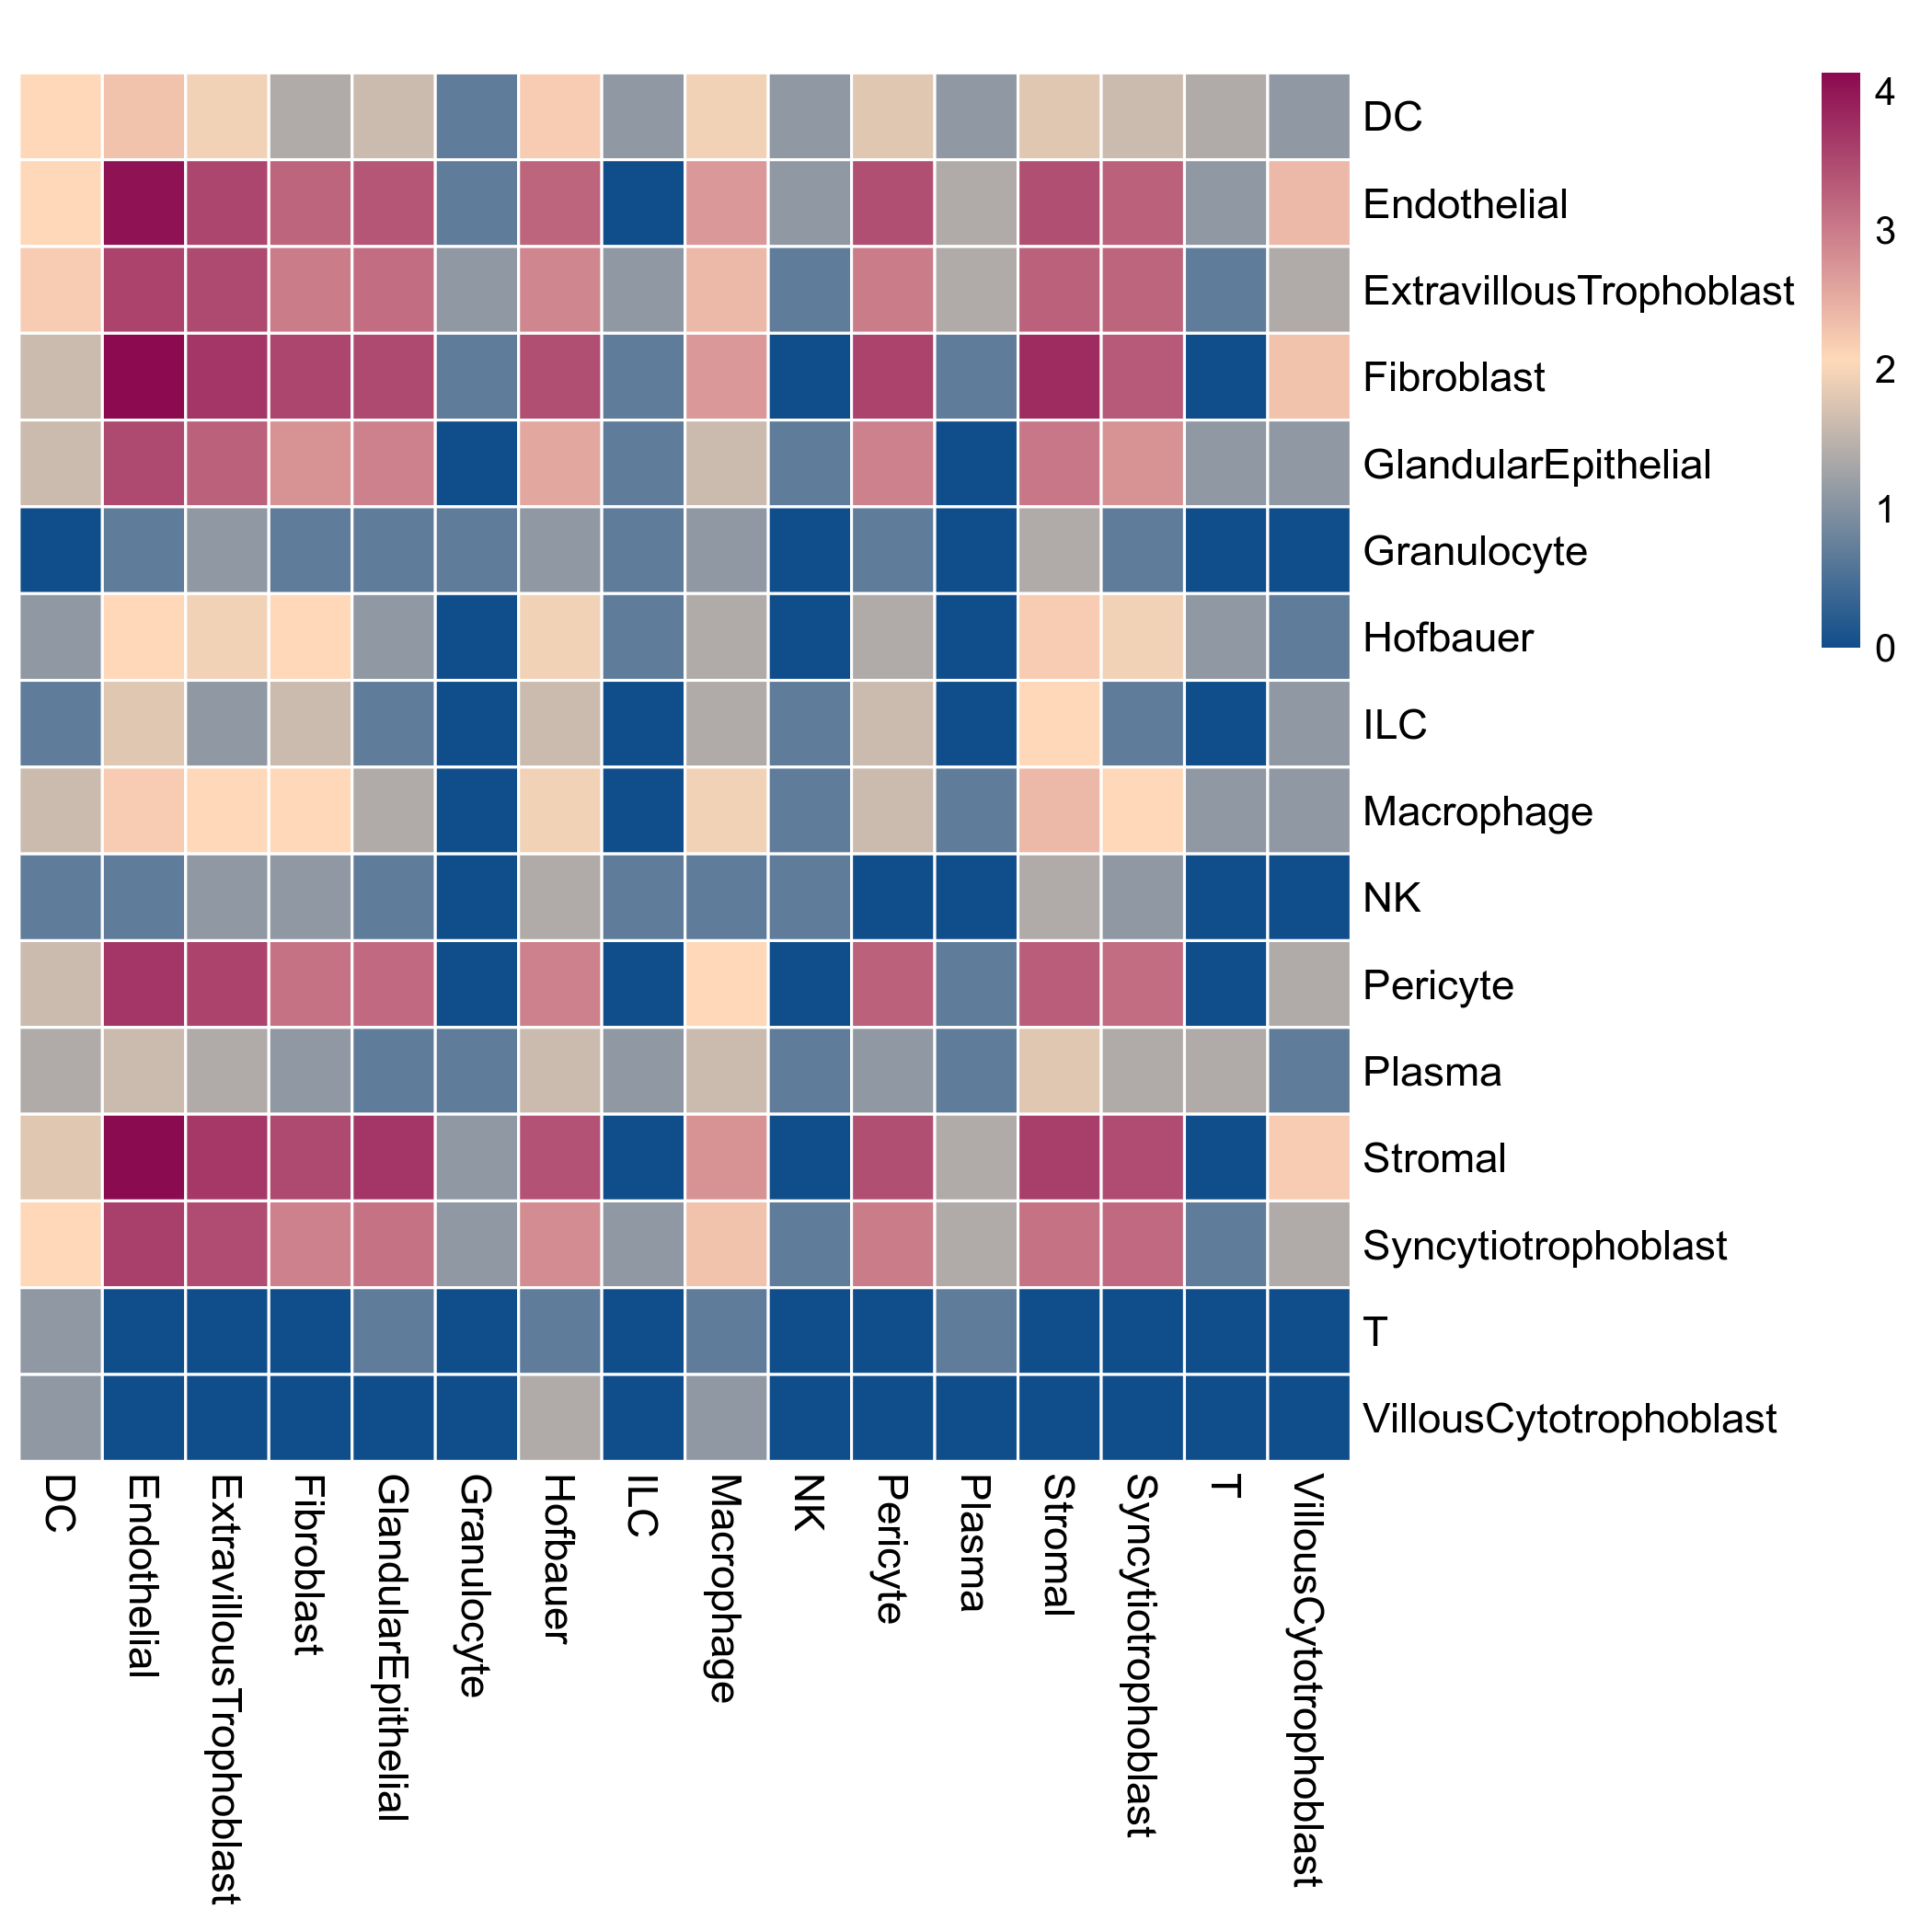 DC
Endothelial
ExtravillousTrophoblast
Fibroblast
GlandularEpithelial
Granulocyte
Hofbauer
ILC
Macrophage
NK
Pericyte
Plasma
Stromal
Syncytiotrophoblast
T
VillousCytotrophoblast
4
3
2
1
0
DC
Endothelial
ExtravillousTrophoblast
Fibroblast
GlandularEpithelial
Granulocyte
Hofbauer
ILC
Macrophage
NK
Pericyte
Plasma
Stromal
Syncytiotrophoblast
T
VillousCytotrophoblast